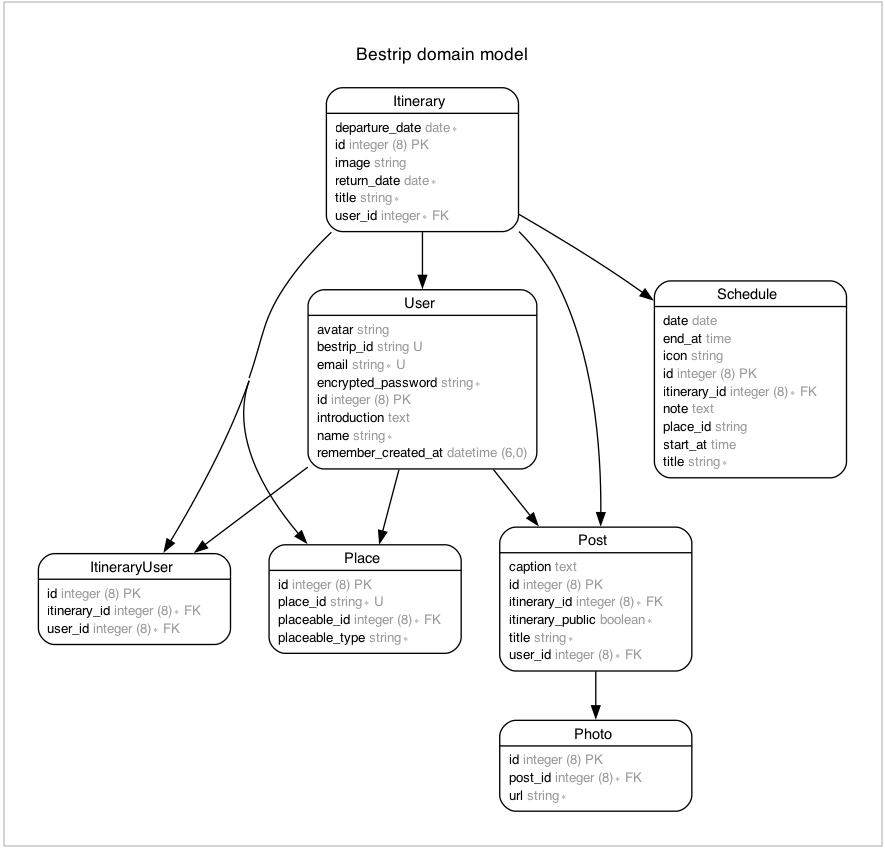 Bestrip domain model
Itinerary
departure_date date∗
id integer (8) PK
image string
return_date date∗
title string∗
user_id integer∗ FK
User
avatar string
bestrip_id string U
email string∗ U
encrypted_password string∗
id integer (8) PK
introduction text
name string∗
remember_created_at datetime (6,0)
Schedule
date date
end_at time
icon string
id integer (8) PK
itinerary_id integer (8)∗ FK
note text
place_id string
start_at time
title string∗
ItineraryUser
id integer (8) PK
itinerary_id integer (8)∗ FK
user_id integer (8)∗ FK
Place
id integer (8) PK
place_id string∗ U
placeable_id integer (8)∗ FK
placeable_type string∗
Post
caption text
id integer (8) PK
itinerary_id integer (8)∗ FK
itinerary_public boolean∗
title string∗
user_id integer (8)∗ FK
Photo
id integer (8) PK
post_id integer (8)∗ FK
url string∗